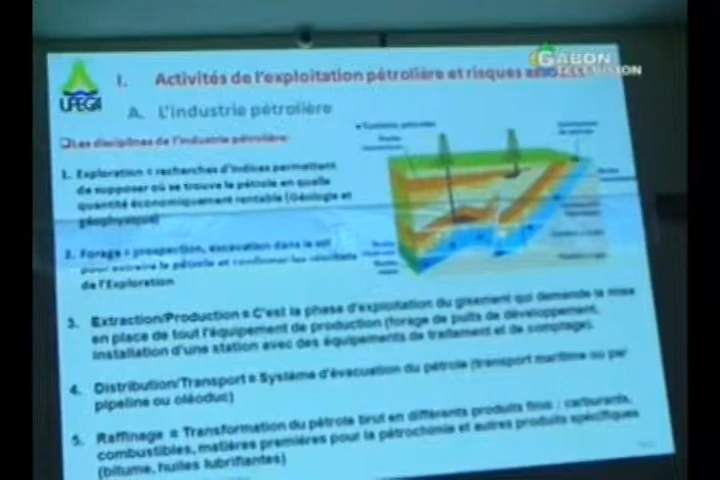 GABON
TELEVISION
UPEGA
I. Activités de l'exploitation pétrolière et risques
A. L'industrie pétrolière
Les disciplines de l'industrie pétrolière
1. Exploration = recherches d'indices permettant
de supposer où se trouve le pétrole en quelle
quantité économiquement rentable (Géologie et
géophysique)
2. Forage = prospection, excavation dans le sol
pour extraire le pétrole et confirmer les résultats
de l'Exploration
3. Extraction/Production = C'est la phase d'exploitation du gisement qui demande la mise
en place de tout l'équipement de production (forage de puits de développement,
installation d'une station avec des équipements de traitement et de comptage).
4. Distribution/Transport = Système d'évacuation du pétrole (transport maritime ou par
pipeline ou oléoduc)
5. Raffinage = Transformation du pétrole brut en différents produits finis : carburants,
combustibles, matières premières pour la pétrochimie et autres produits spécifiques
(bitume, huiles lubrifiantes)